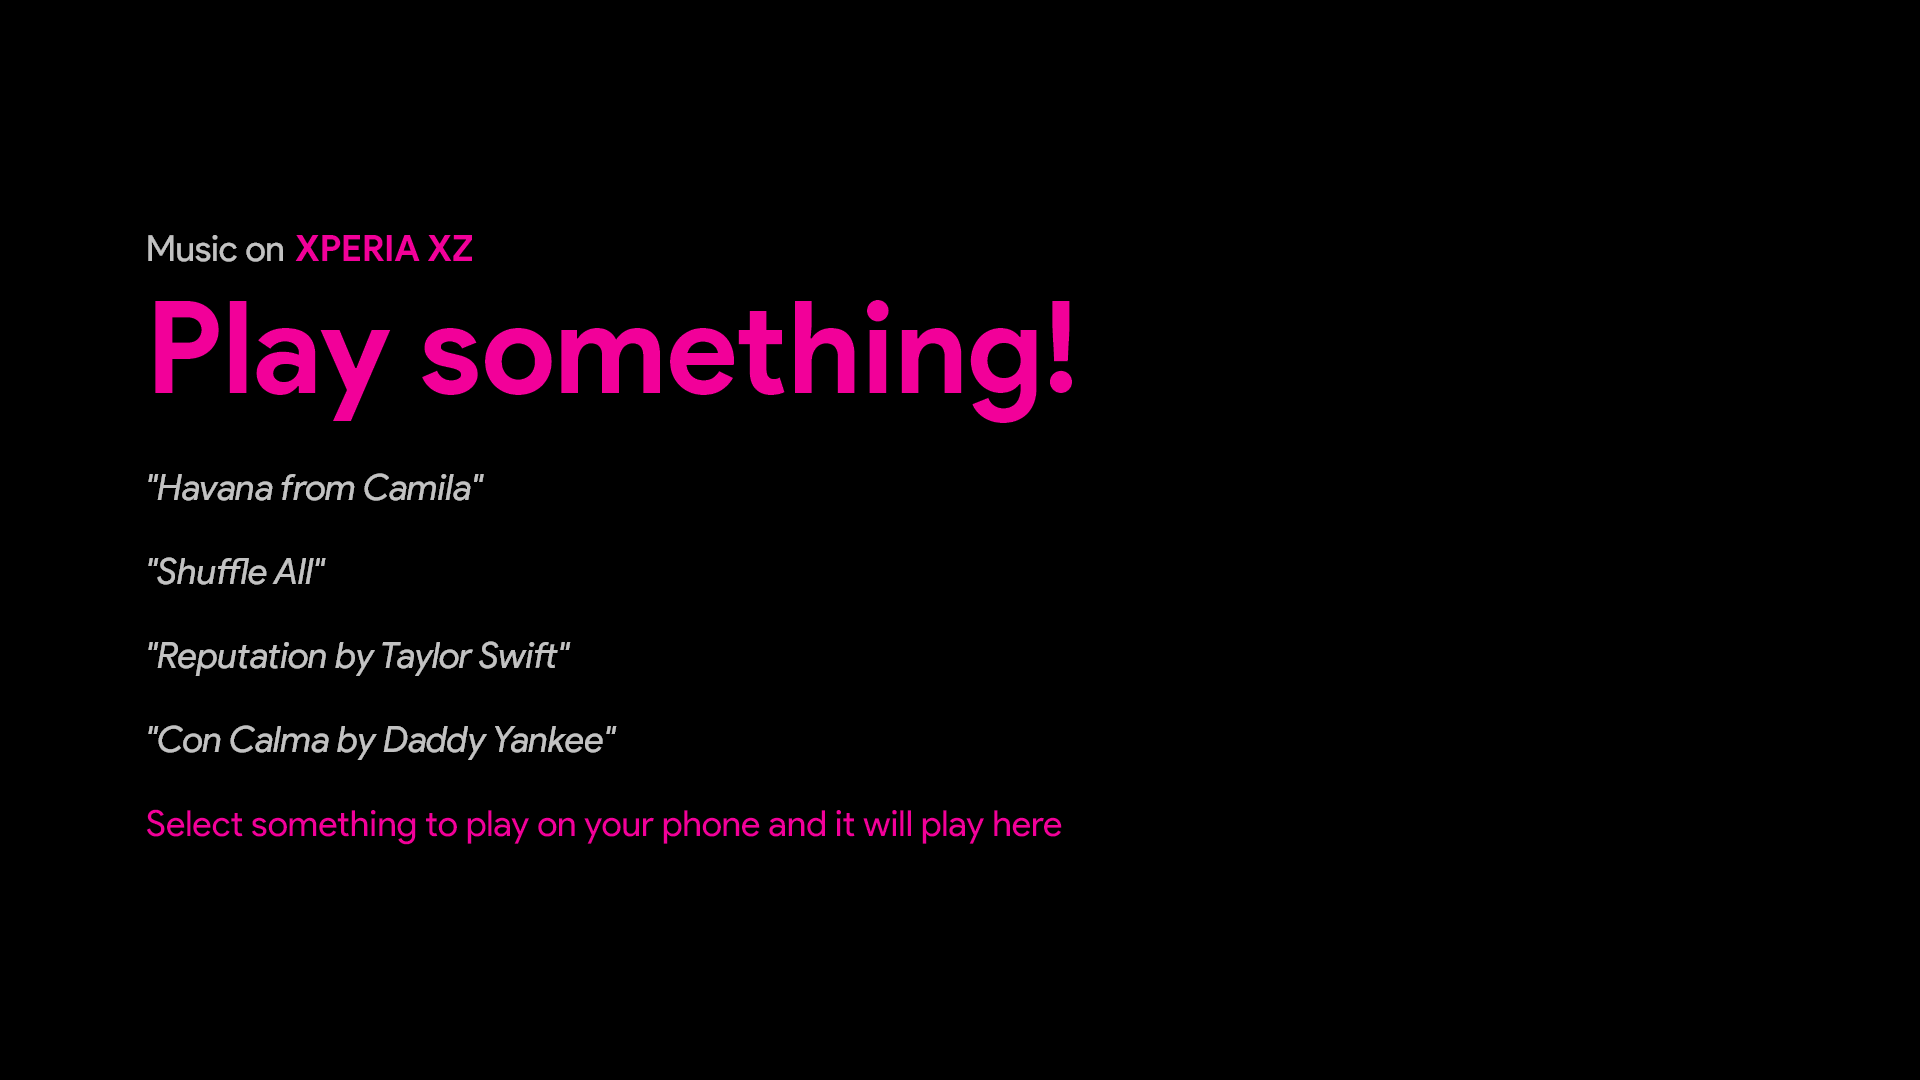 Music on XPERIA XZ
Play something!
"Havana from Camila"
"Shuffle All"
"Reputation by Taylor Swift"
"Con Calma by Daddy Yankee"
Select something to play on your phone and it will play here